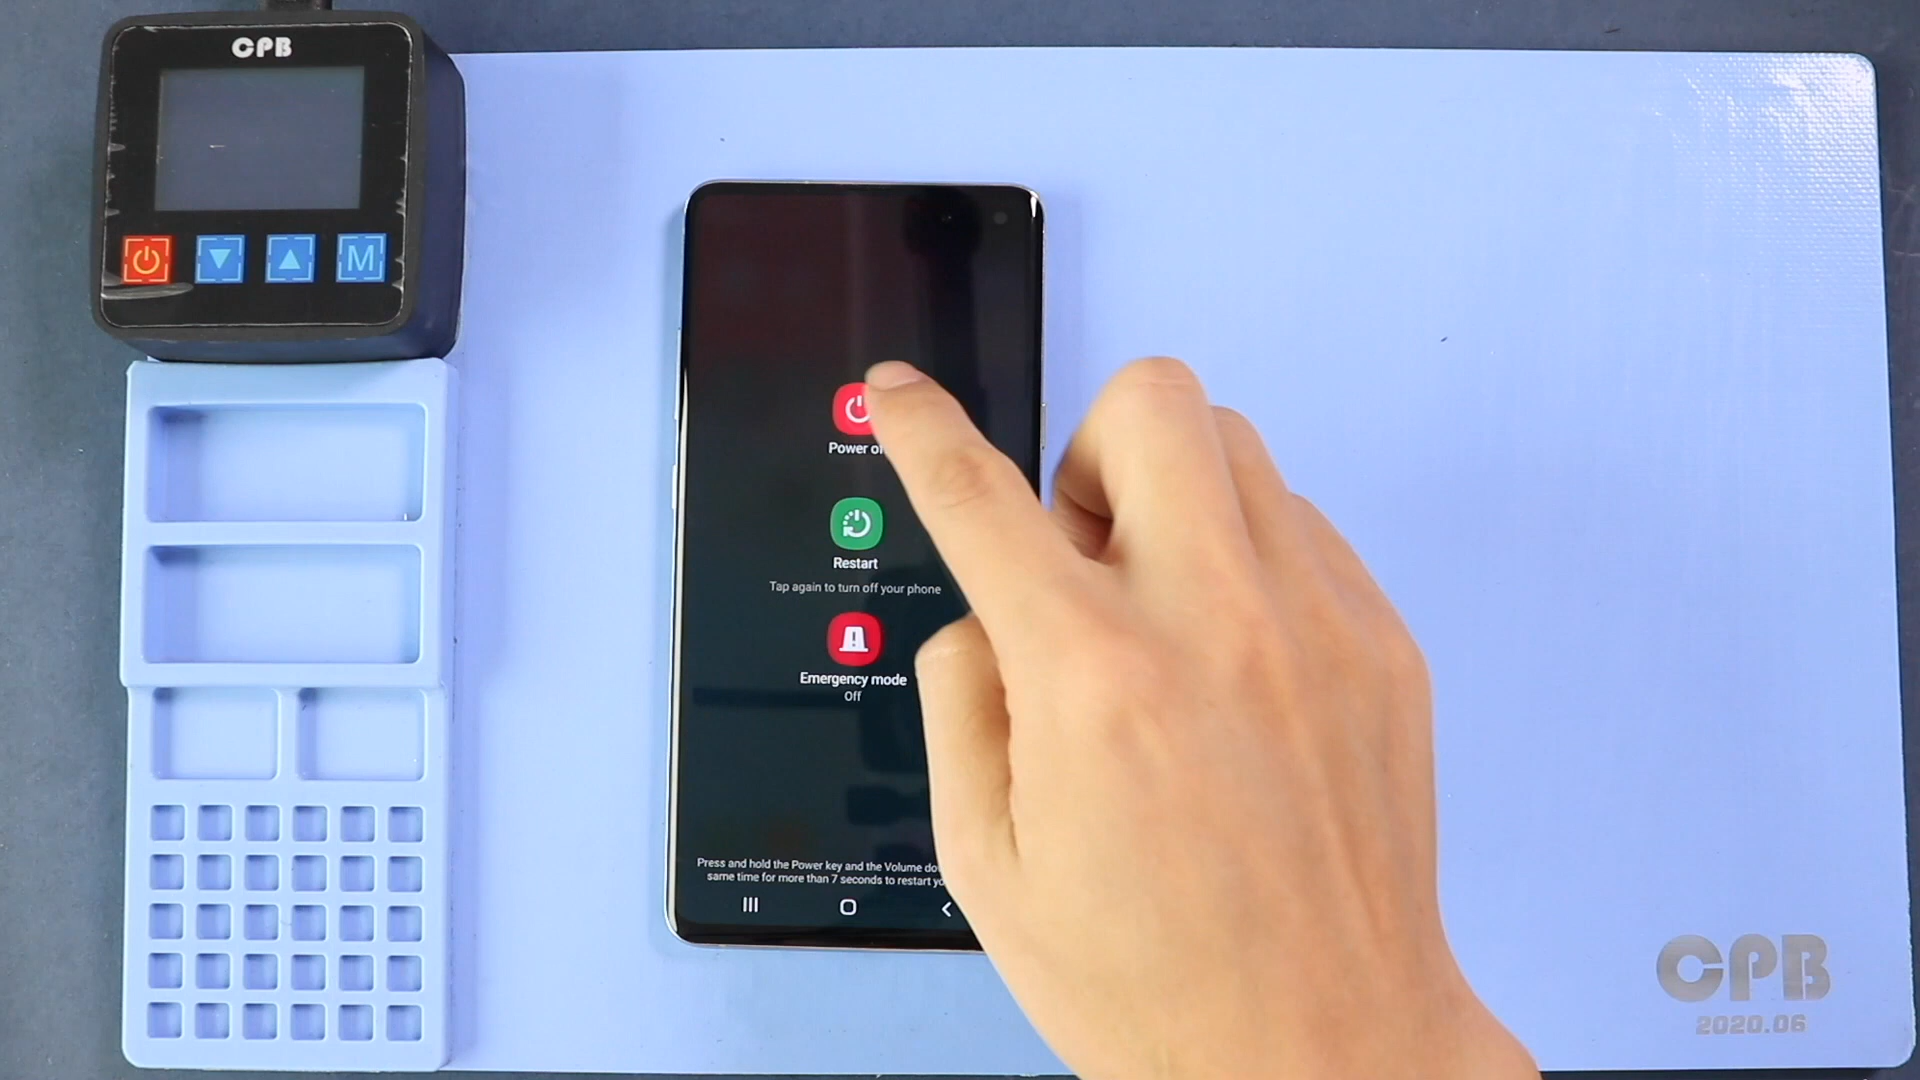 CPB
M
Power
Restart
Tap again to turn off your phone
Emergency mode
Off
Press and hold the Power key and the Volume
same time for more than 7 seconds to restart
CPB
2020.06